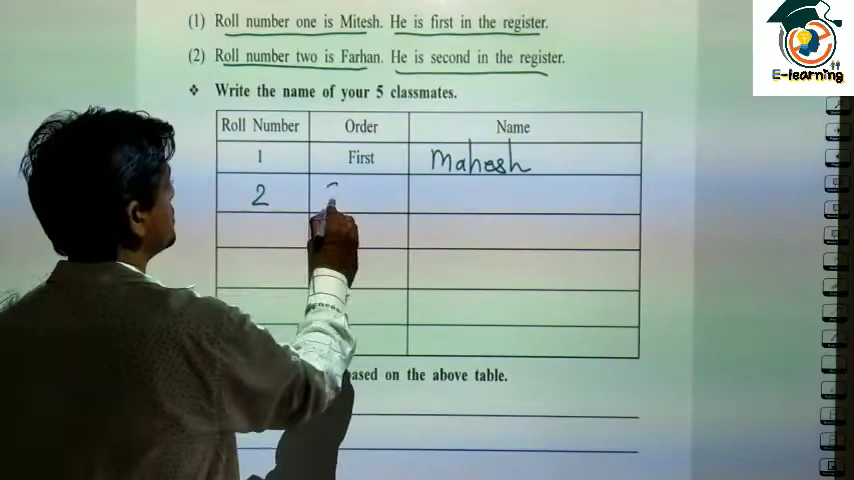 (1) Roll number one is Mitesh. He is first in the register.
(2) Roll number two is Farhan. He is second in the register.
❖ Write the name of your 5 classmates.
Roll Number Order Name
1 First Mahesh
2
ased on the above table.
E-learning